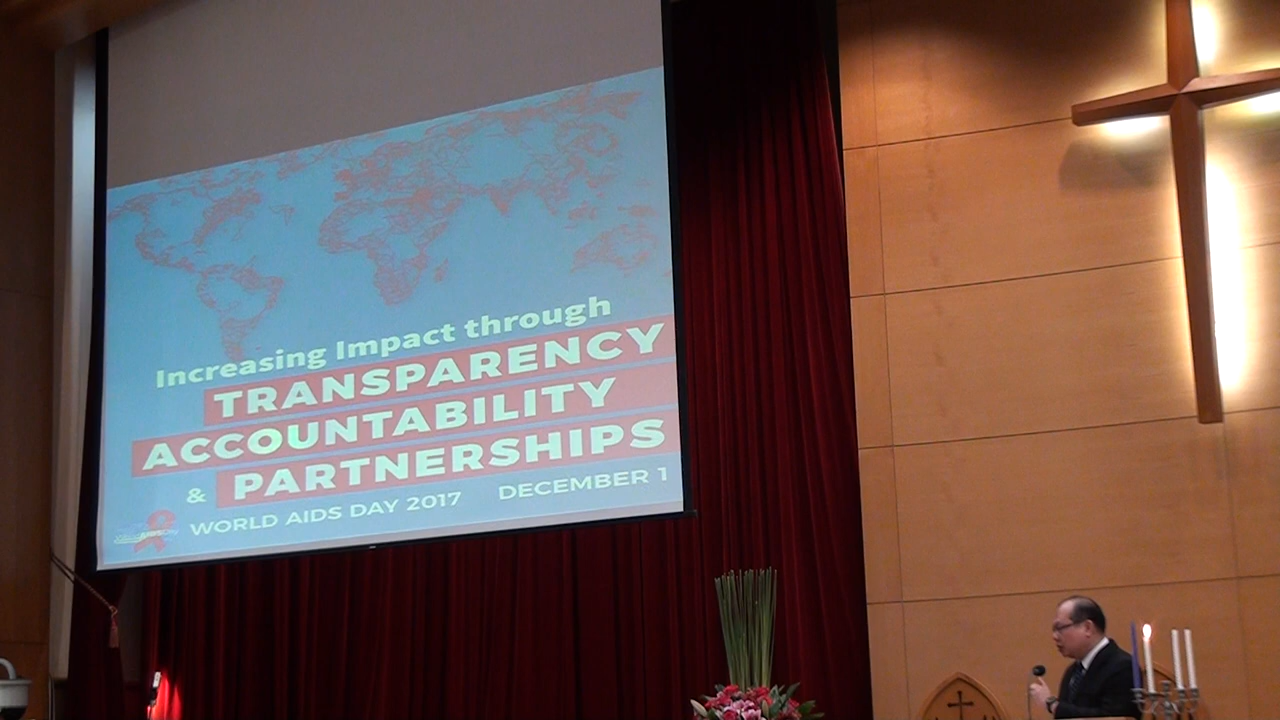 Increasing Impact through
TRANSPARENCY
ACCOUNTABILITY
& PARTNERSHIPS
WORLD AIDS DAY 2017 DECEMBER 1